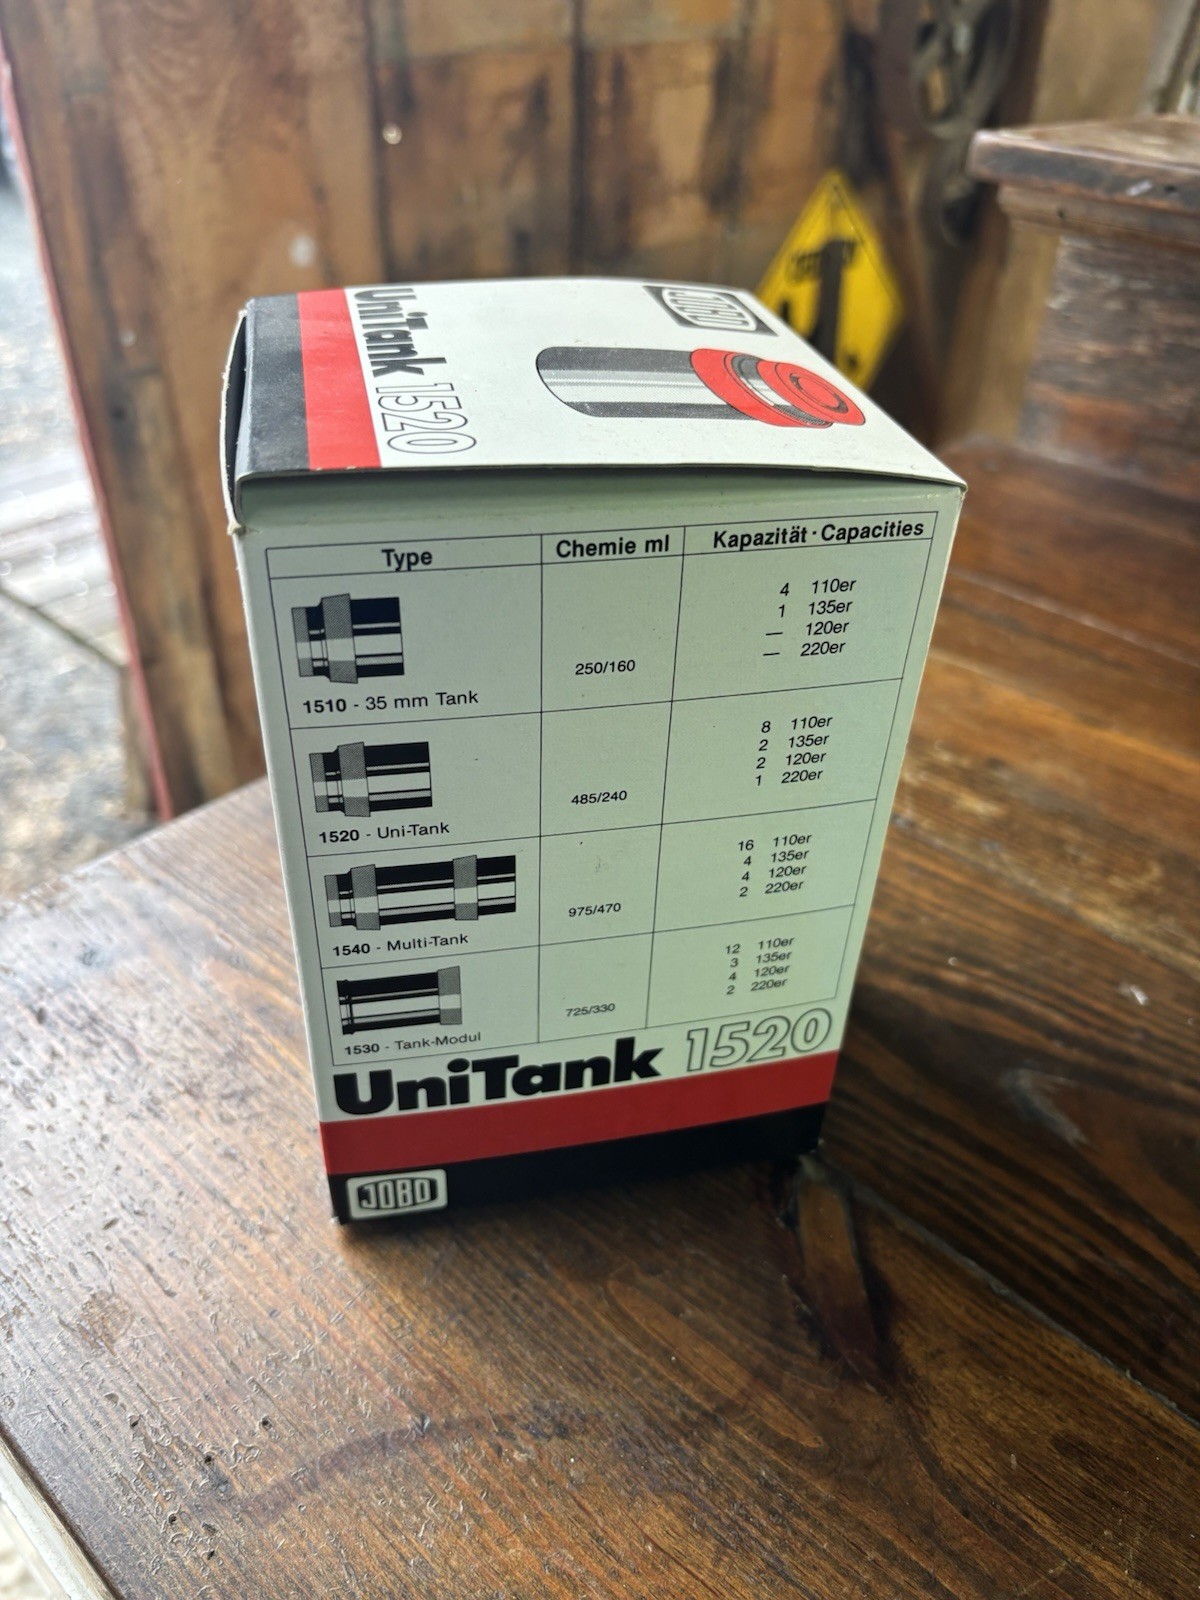 JOBO
UniTank 1520
Type Chemie ml Kapazität · Capacities
4 110er
1 135er
— 120er
— 220er
250/160
1510 - 35 mm Tank
8 110er
2 135er
2 120er
1 220er
485/240
1520 - Uni-Tank
16 110er
4 135er
4 120er
2 220er
975/470
1540 - Multi-Tank
12 110er
3 135er
4 120er
2 220er
725/330
1530 - Tank-Modul
UniTank 1520
JOBO